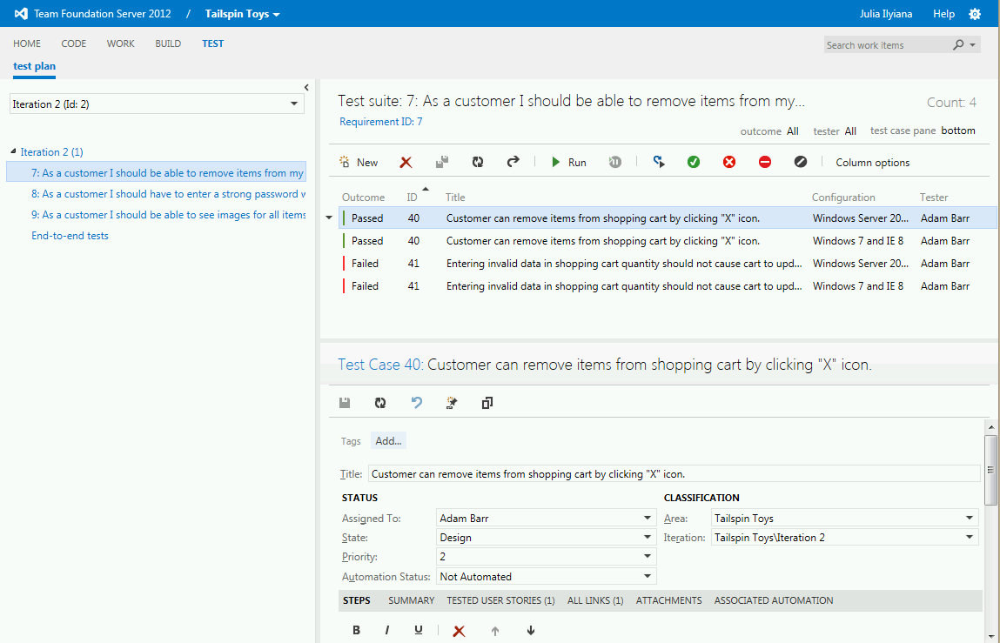 Team Foundation Server 2012 / Tailspin Toys Julia Ilyiana Help
HOME CODE WORK BUILD TEST
Search work items
test plan
Iteration 2 (Id: 2)
Iteration 2 (1)
7: As a customer I should be able to remove items from my
8: As a customer I should have to enter a strong password w
9: As a customer I should be able to see images for all items
End-to-end tests
Test suite: 7: As a customer I should be able to remove items from my... Count: 4
Requirement ID: 7
outcome All tester All test case pane bottom
New Run Column options
Outcome ID Title Configuration Tester
Passed 40 Customer can remove items from shopping cart by clicking "X" icon. Windows Server 20... Adam Barr
Passed 40 Customer can remove items from shopping cart by clicking "X" icon. Windows 7 and IE 8 Adam Barr
Failed 41 Entering invalid data in shopping cart quantity should not cause cart to upd... Windows Server 20... Adam Barr
Failed 41 Entering invalid data in shopping cart quantity should not cause cart to upd... Windows 7 and IE 8 Adam Barr
Test Case 40: Customer can remove items from shopping cart by clicking "X" icon.
Tags Add...
Title: Customer can remove items from shopping cart by clicking "X" icon.
STATUS CLASSIFICATION
Assigned To: Adam Barr Area: Tailspin Toys
State: Design Iteration: Tailspin Toys\Iteration 2
Priority: 2
Automation Status: Not Automated
STEPS SUMMARY TESTED USER STORIES (1) ALL LINKS (1) ATTACHMENTS ASSOCIATED AUTOMATION
B I U